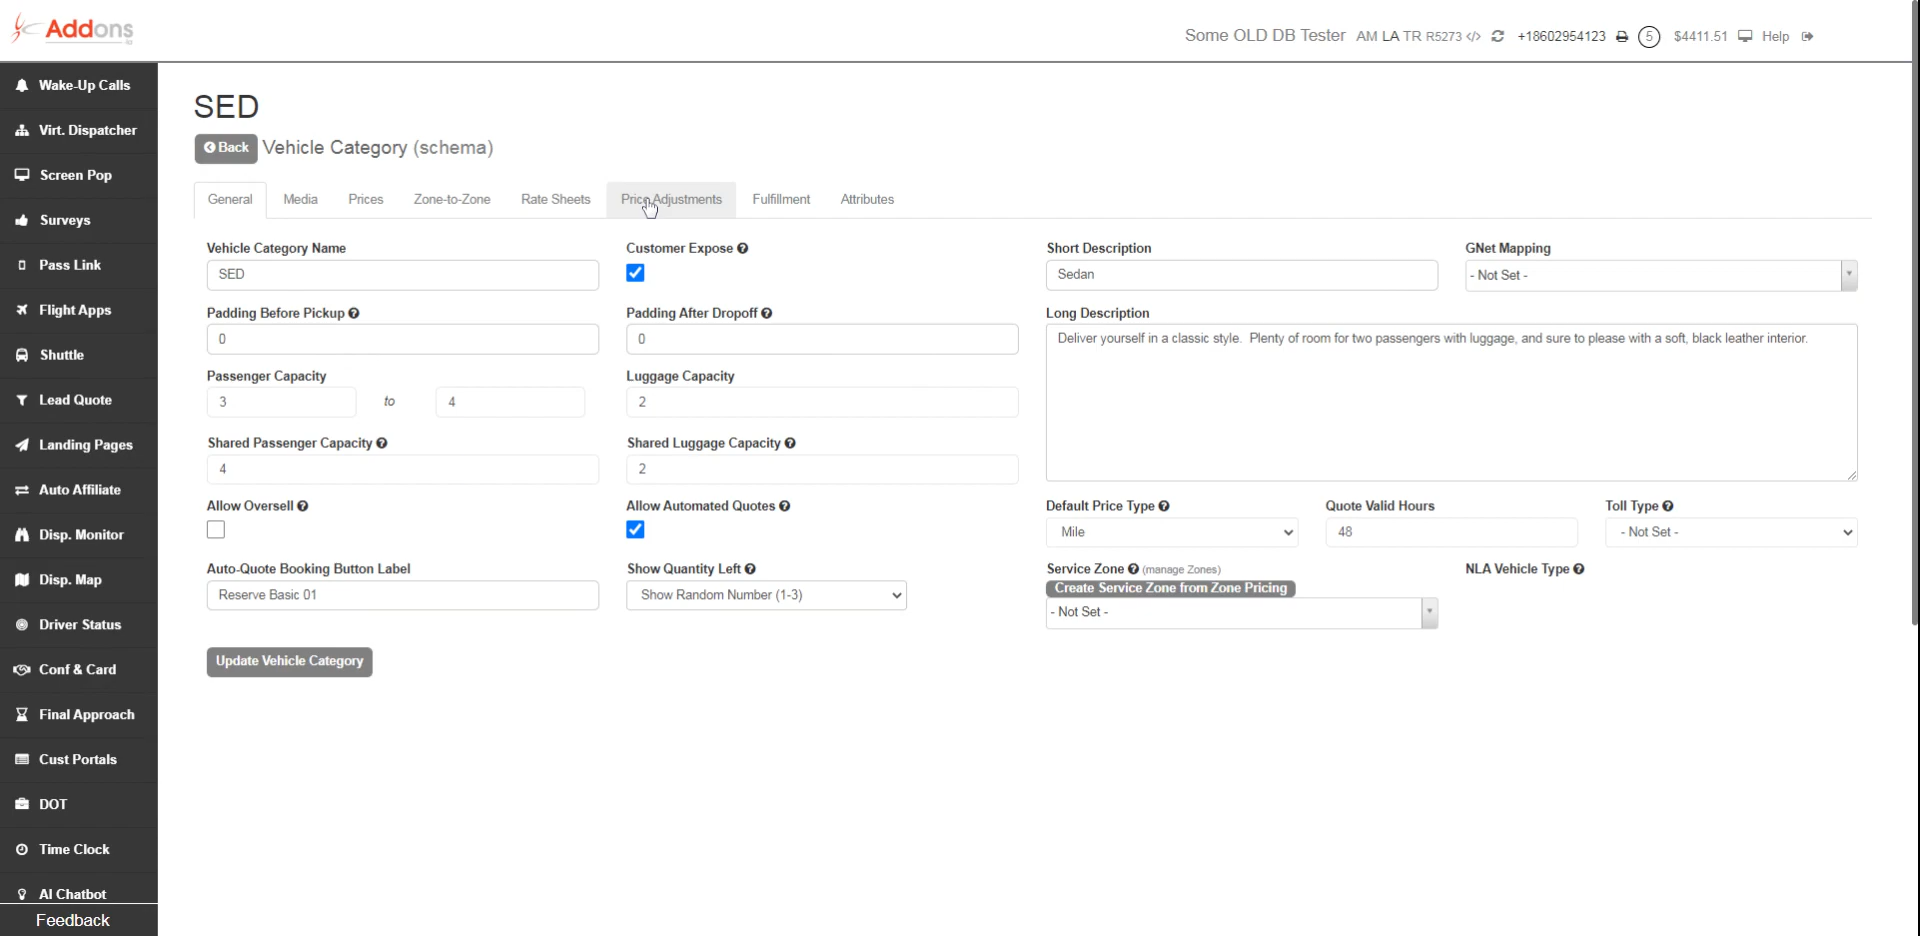 Addons
Some OLD DB Tester AM LA TR R5273 </> +18602954123 5 $4411.51 Help
Wake-Up Calls
Virt. Dispatcher
Screen Pop
Surveys
Pass Link
Flight Apps
Shuttle
Lead Quote
Landing Pages
Auto Affiliate
Disp. Monitor
Disp. Map
Driver Status
Conf & Card
Final Approach
Cust Portals
DOT
Time Clock
AI Chatbot
Feedback
SED
Back Vehicle Category (schema)
General Media Prices Zone-to-Zone Rate Sheets Price Adjustments Fulfillment Attributes
Vehicle Category Name
SED
Customer Expose
Short Description
Sedan
GNet Mapping
- Not Set -
Padding Before Pickup
0
Padding After Dropoff
0
Long Description
Deliver yourself in a classic style. Plenty of room for two passengers with luggage, and sure to please with a soft, black leather interior.
Passenger Capacity
3 to 4
Luggage Capacity
2
Shared Passenger Capacity
4
Shared Luggage Capacity
2
Allow Oversell
Allow Automated Quotes
Default Price Type
Mile
Quote Valid Hours
48
Toll Type
- Not Set -
Auto-Quote Booking Button Label
Reserve Basic 01
Show Quantity Left
Show Random Number (1-3)
Service Zone (manage Zones)
Create Service Zone from Zone Pricing
- Not Set -
NLA Vehicle Type
Update Vehicle Category